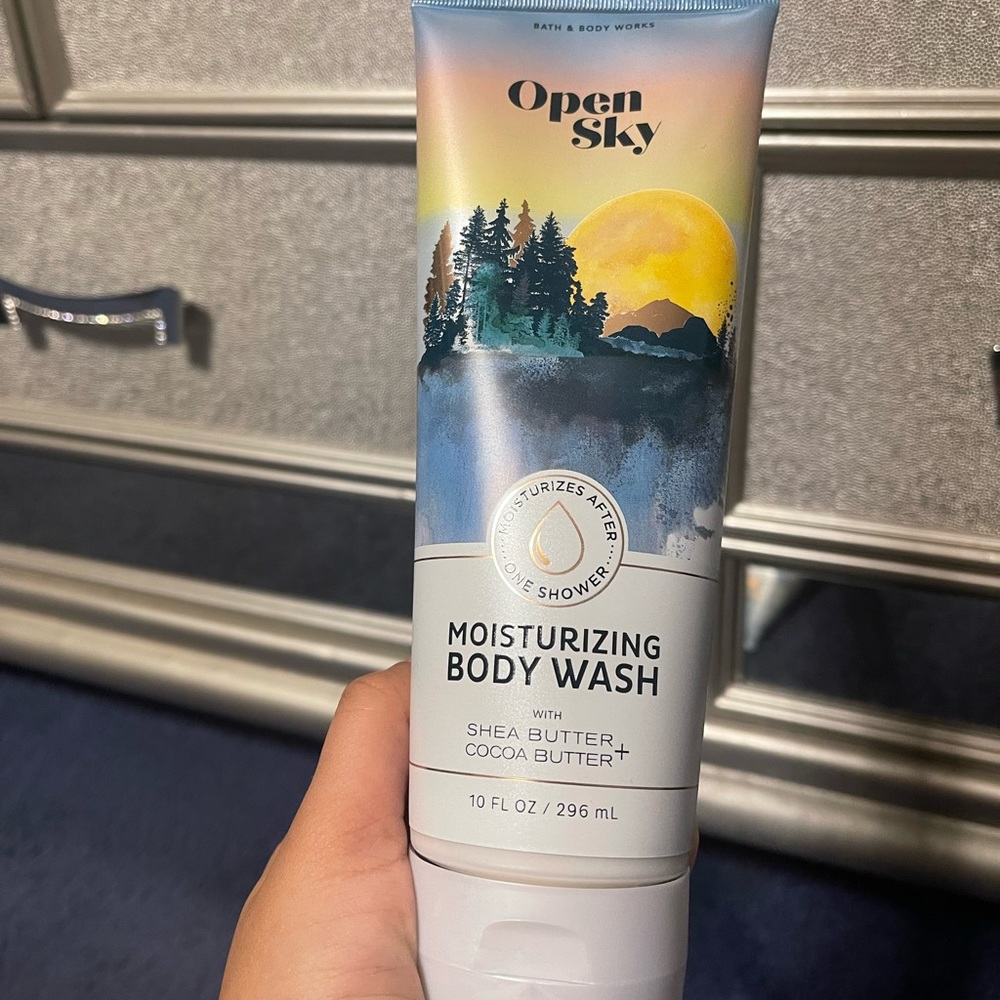 BATH & BODY WORKS
Open
Sky
MOISTURIZES AFTER
ONE SHOWER
MOISTURIZING
BODY WASH
WITH
SHEA BUTTER +
COCOA BUTTER
10 FL OZ / 296 mL